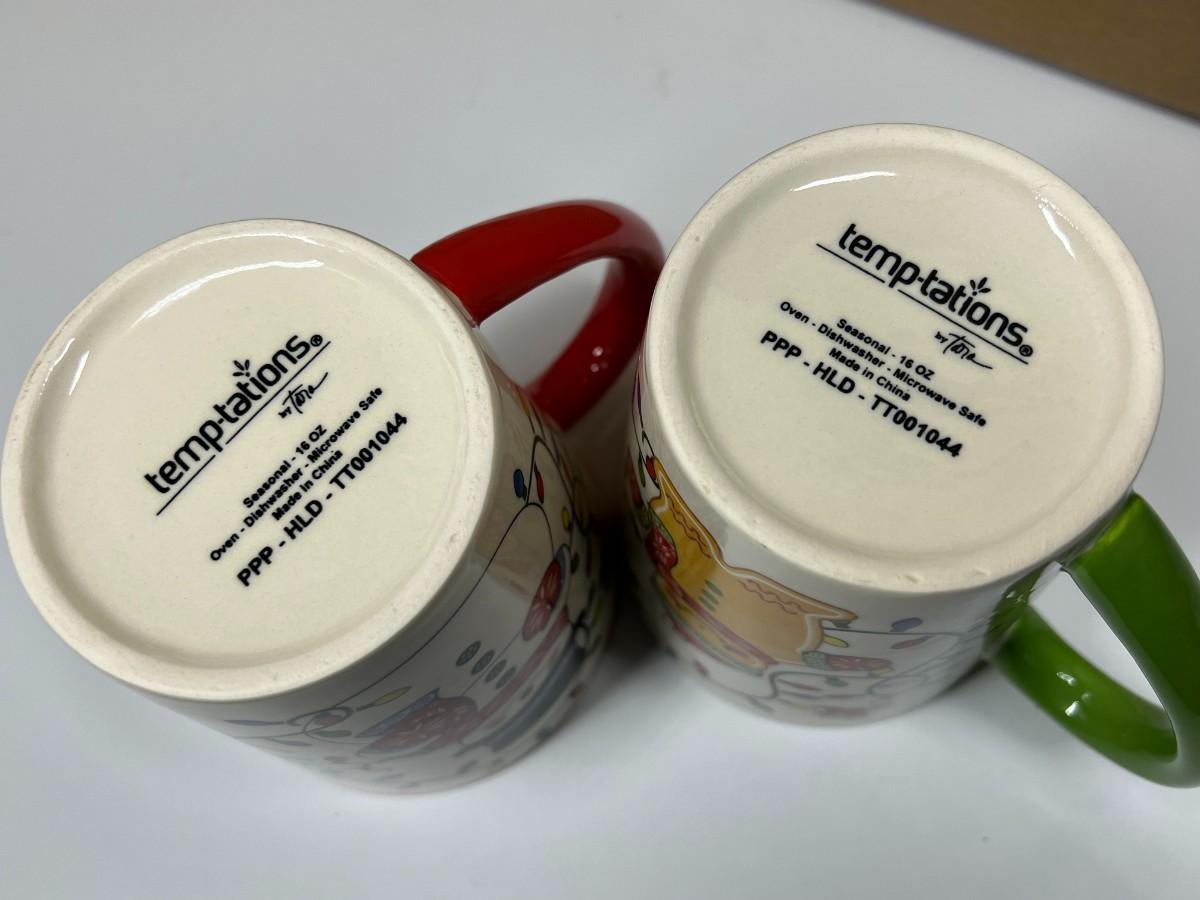 temp-tations®
by Tara
Seasonal - 16 OZ
Oven - Dishwasher - Microwave Safe
Made in China
PPP - HLD - TT001044
temp-tations®
by Tara
Seasonal - 16 OZ
Oven - Dishwasher - Microwave Safe
Made in China
PPP - HLD - TT001044